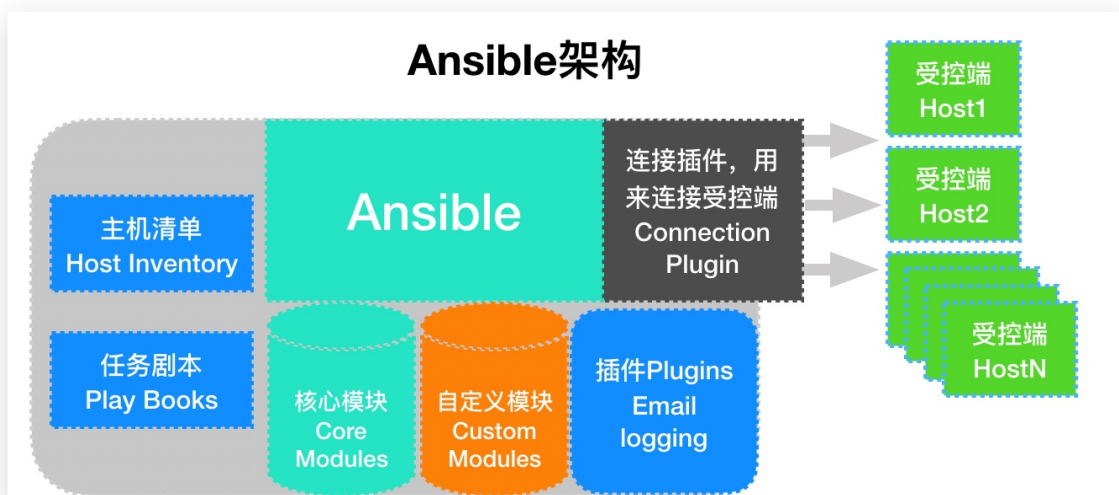 Ansible架构
主机清单
Host Inventory
任务剧本
Play Books
Ansible
连接插件，用
来连接受控端
Connection
Plugin
核心模块
Core
Modules
自定义模块
Custom
Modules
插件Plugins
Email
logging
受控端
Host1
受控端
Host2
受控端
HostN